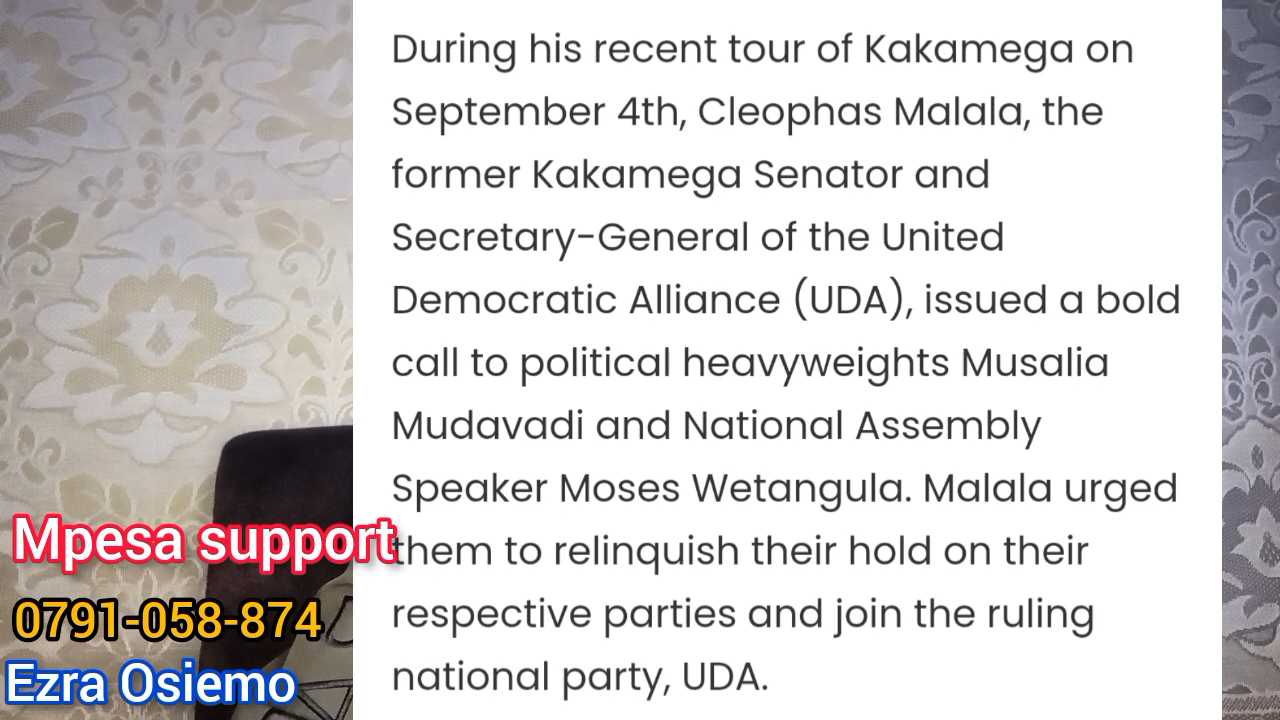 During his recent tour of Kakamega on
September 4th, Cleophas Malala, the
former Kakamega Senator and
Secretary-General of the United
Democratic Alliance (UDA), issued a bold
call to political heavyweights Musalia
Mudavadi and National Assembly
Speaker Moses Wetangula. Malala urged
them to relinquish their hold on their
respective parties and join the ruling
national party, UDA.
Mpesa support
0791-058-874
Ezra Osiemo